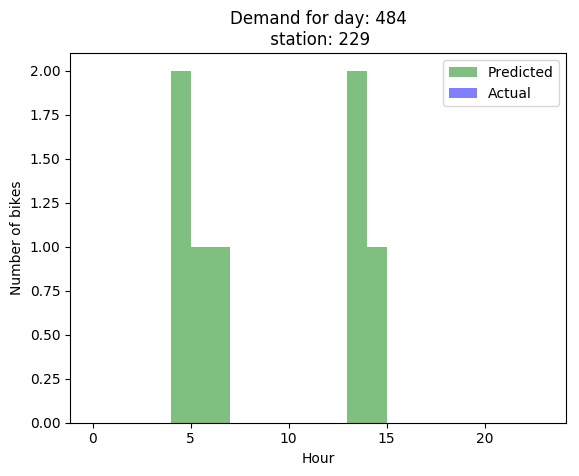 Demand for day: 484
station: 229
Predicted
Actual
Number of bikes
2.00
1.75
1.50
1.25
1.00
0.75
0.50
0.25
0.00
0 5 10 15 20
Hour